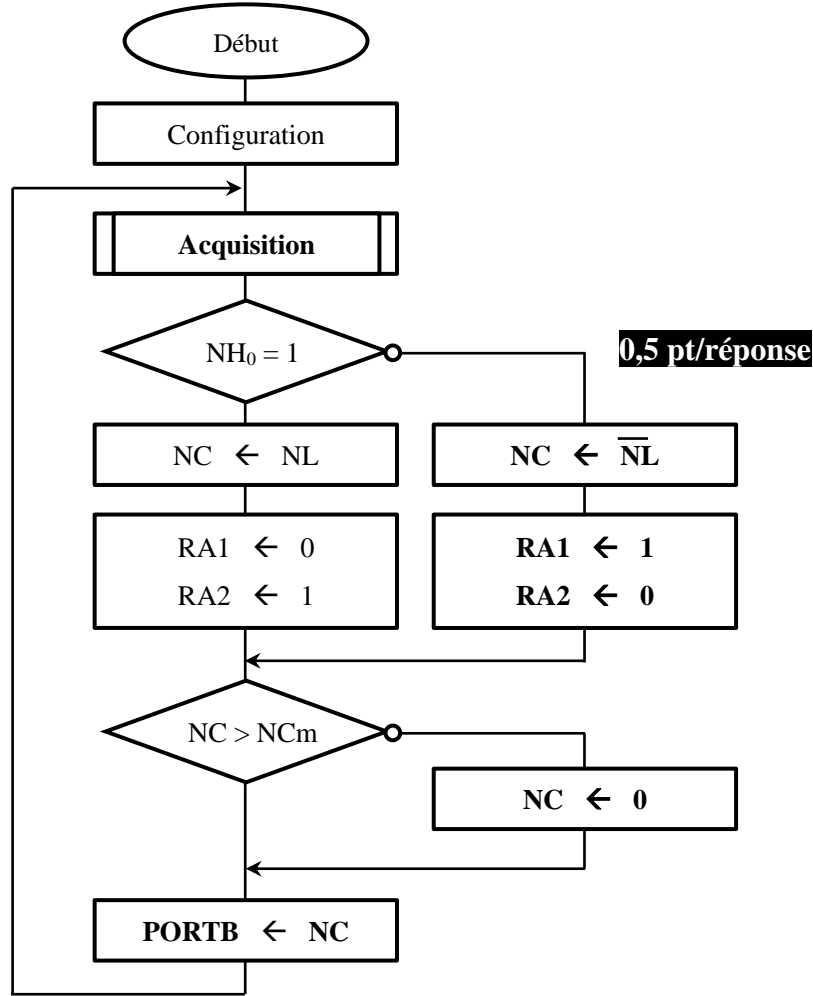 Début
Configuration
Acquisition
NH₀ = 1
0,5 pt/réponse
NC ← NL
NC ← N̅L̅
RA1 ← 0
RA2 ← 1
RA1 ← 1
RA2 ← 0
NC > NCm
NC ← 0
PORTB ← NC